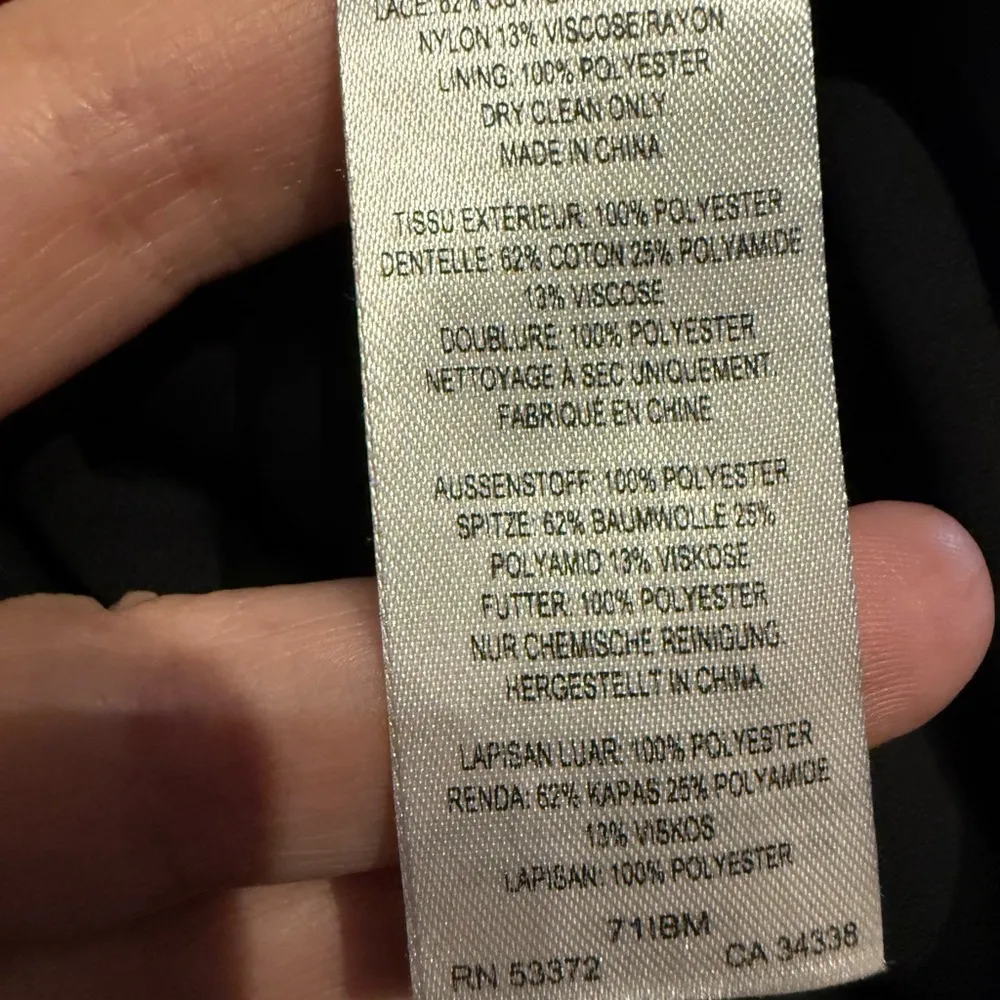 LACE: 62%
NYLON 13% VISCOSE/RAYON
LINING: 100% POLYESTER
DRY CLEAN ONLY
MADE IN CHINA
TISSU EXTÉRIEUR: 100% POLYESTER
DENTELLE: 62% COTON 25% POLYAMIDE
13% VISCOSE
DOUBLURE: 100% POLYESTER
NETTOYAGE À SEC UNIQUEMENT.
FABRIQUÉ EN CHINE
AUSSENSTOFF: 100% POLYESTER
SPITZE: 62% BAUMWOLLE 25%
POLYAMID 13% VISKOSE
FUTTER: 100% POLYESTER
NUR CHEMISCHE REINIGUNG
HERGESTELLT IN CHINA
LAPISAN LUAR: 100% POLYESTER
RENDA: 62% KAPAS 25% POLYAMIDE
13% VISKOS
LAPISAN: 100% POLYESTER
71IBM
RN 53372 CA 34338